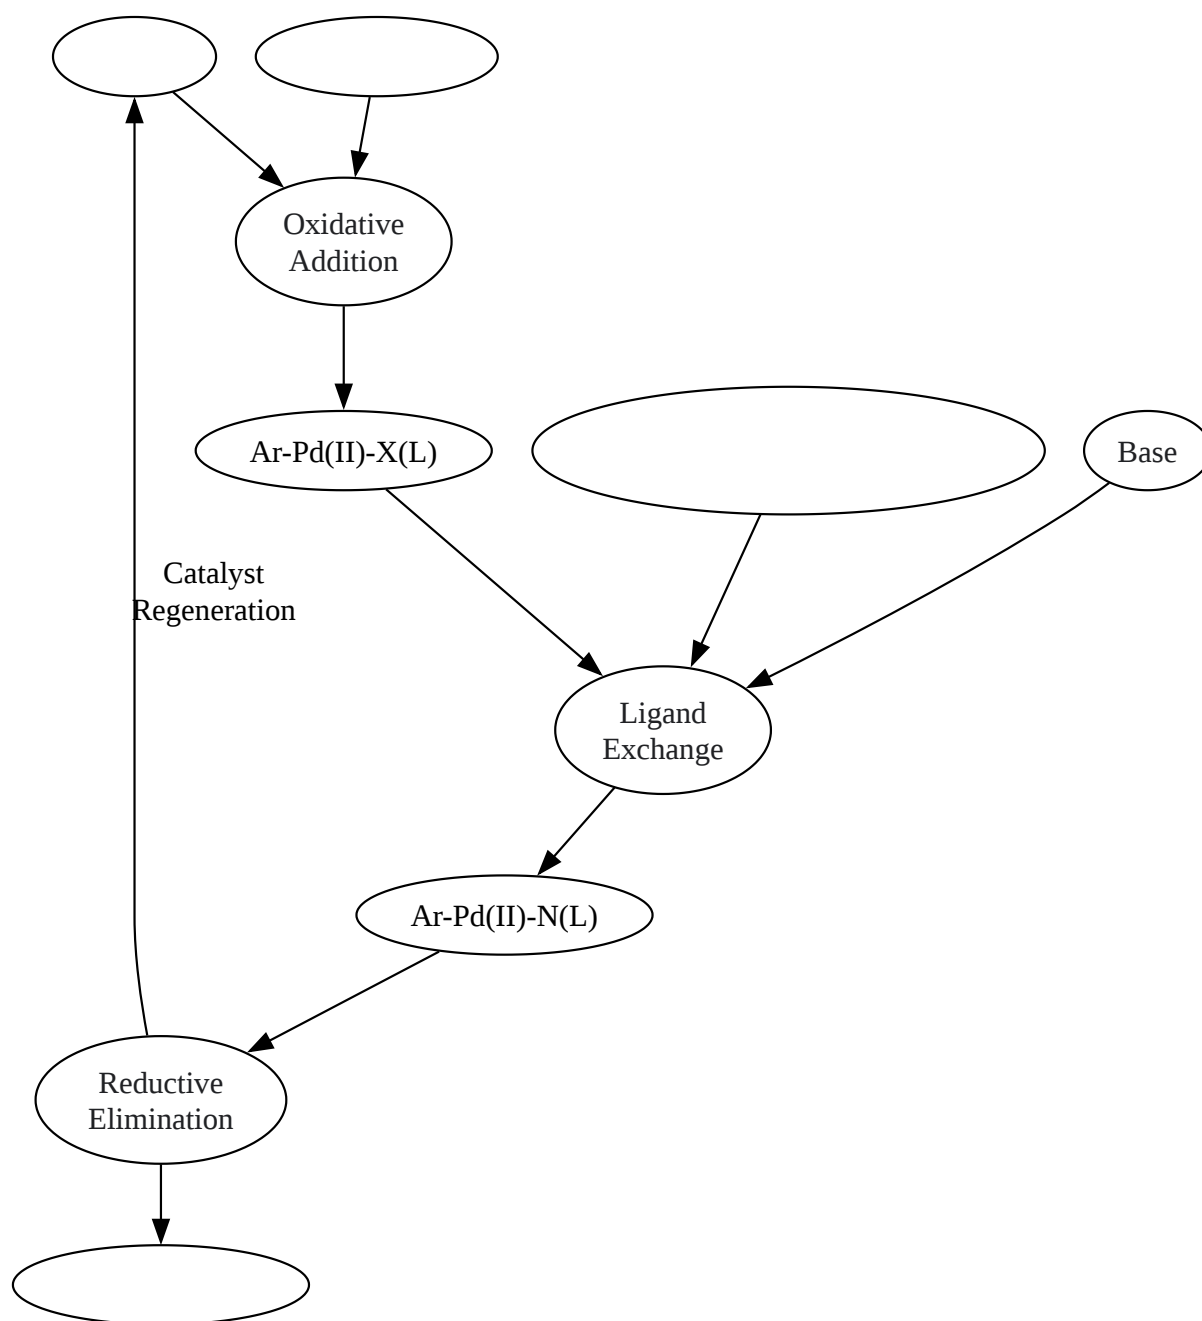 Oxidative
Addition
Ar-Pd(II)-X(L)
Base
Catalyst
Regeneration
Ligand
Exchange
Ar-Pd(II)-N(L)
Reductive
Elimination